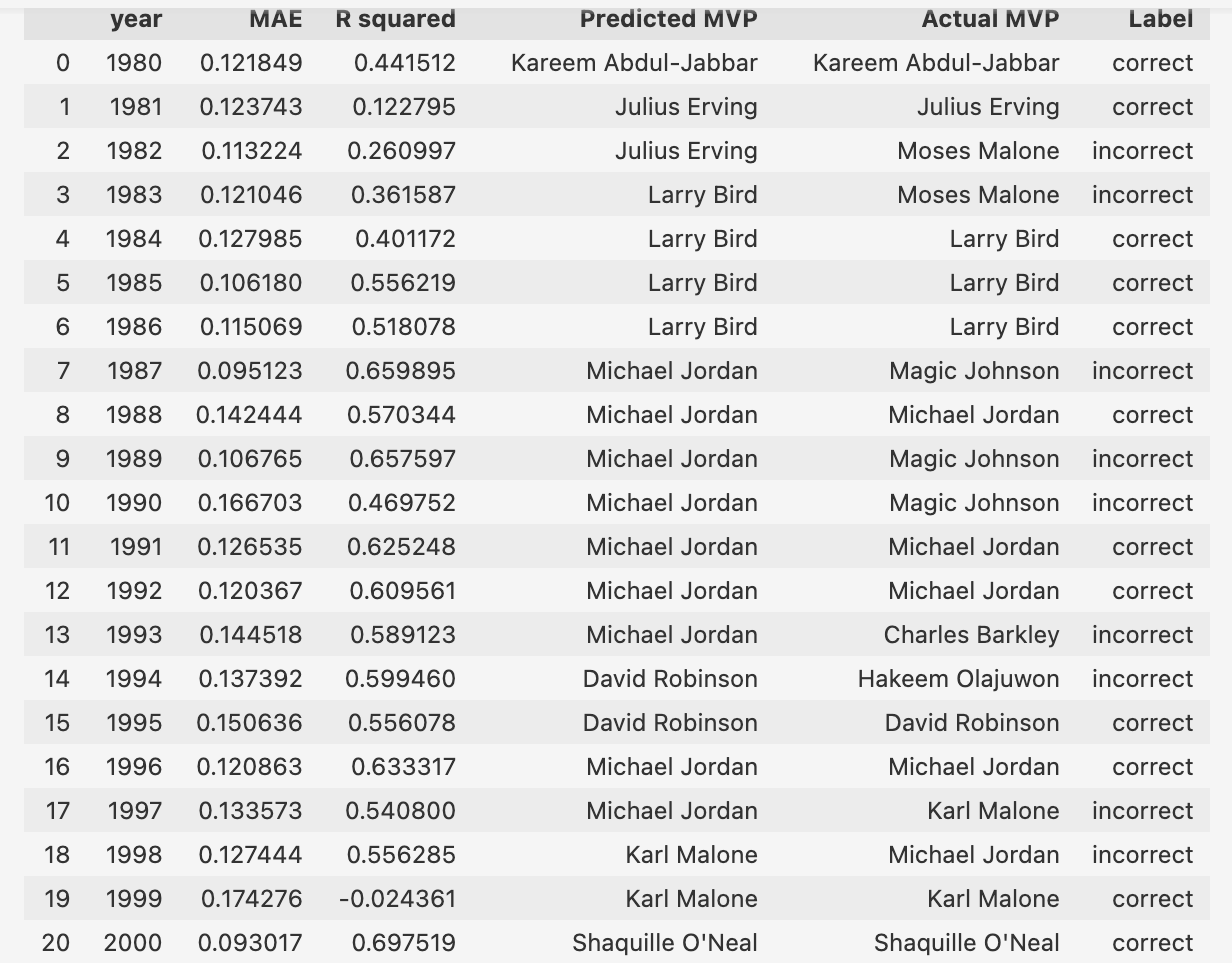 year MAE R squared Predicted MVP Actual MVP Label
0 1980 0.121849 0.441512 Kareem Abdul-Jabbar Kareem Abdul-Jabbar correct
1 1981 0.123743 0.122795 Julius Erving Julius Erving correct
2 1982 0.113224 0.260997 Julius Erving Moses Malone incorrect
3 1983 0.121046 0.361587 Larry Bird Moses Malone incorrect
4 1984 0.127985 0.401172 Larry Bird Larry Bird correct
5 1985 0.106180 0.556219 Larry Bird Larry Bird correct
6 1986 0.115069 0.518078 Larry Bird Larry Bird correct
7 1987 0.095123 0.659895 Michael Jordan Magic Johnson incorrect
8 1988 0.142444 0.570344 Michael Jordan Michael Jordan correct
9 1989 0.106765 0.657597 Michael Jordan Magic Johnson incorrect
10 1990 0.166703 0.469752 Michael Jordan Magic Johnson incorrect
11 1991 0.126535 0.625248 Michael Jordan Michael Jordan correct
12 1992 0.120367 0.609561 Michael Jordan Michael Jordan correct
13 1993 0.144518 0.589123 Michael Jordan Charles Barkley incorrect
14 1994 0.137392 0.599460 David Robinson Hakeem Olajuwon incorrect
15 1995 0.150636 0.556078 David Robinson David Robinson correct
16 1996 0.120863 0.633317 Michael Jordan Michael Jordan correct
17 1997 0.133573 0.540800 Michael Jordan Karl Malone incorrect
18 1998 0.127444 0.556285 Karl Malone Michael Jordan incorrect
19 1999 0.174276 -0.024361 Karl Malone Karl Malone correct
20 2000 0.093017 0.697519 Shaquille O'Neal Shaquille O'Neal correct